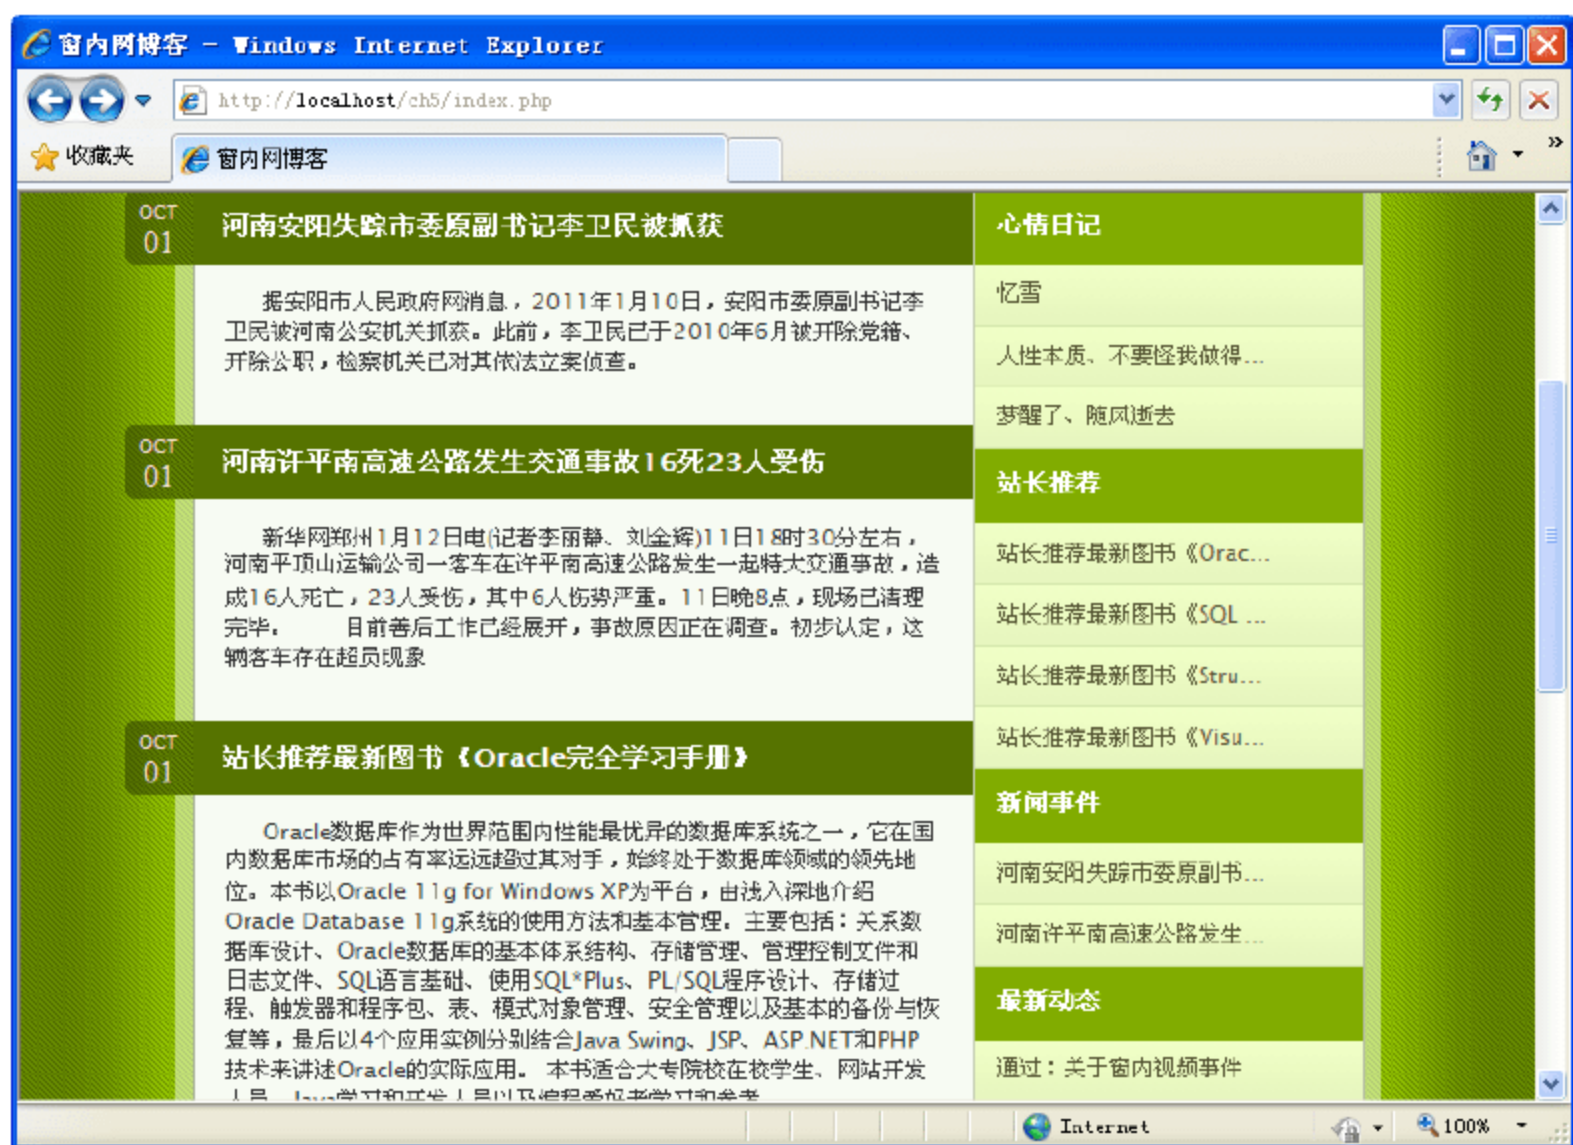 窗内网博客 - Windows Internet Explorer
http://localhost/ch5/index.php
收藏夹
窗内网博客
OCT
01
河南安阳失踪市委原副书记李卫民被抓获
据安阳市人民政府网消息，2011年1月10日，安阳市委原副书记李
卫民被河南公安机关抓获。此前，李卫民已于2010年6月被开除党籍、
开除公职，检察机关已对其依法立案侦查。
OCT
01
河南许平南高速公路发生交通事故16死23人受伤
新华网郑州1月12日电(记者李丽静、刘金辉)11日18时30分左右，
河南平顶山运输公司一客车在许平南高速公路发生一起特大交通事故，造
成16人死亡，23人受伤，其中6人伤势严重。11日晚8点，现场已清理
完毕。 目前善后工作已经展开，事故原因正在调查。初步认定，这
辆客车存在超员现象
OCT
01
站长推荐最新图书《Oracle完全学习手册》
Oracle数据库作为世界范围内性能最优异的数据库系统之一，它在国
内数据库市场的占有率远远超过其对手，始终处于数据库领域的领先地
位。本书以Oracle 11g for Windows XP为平台，由浅入深地介绍
Oracle Database 11g系统的使用方法和基本管理。主要包括：关系数
据库设计、Oracle数据库的基本体系结构、存储管理、管理控制文件和
日志文件、SQL语言基础、使用SQL*Plus、PL/SQL程序设计、存储过
程、触发器和程序包、表、模式对象管理、安全管理以及基本的备份与恢
复等，最后以4个应用实例分别结合Java Swing、JSP、ASP.NET和PHP
技术来讲述Oracle的实际应用。 本书适合大专院校在校学生、网站开发
人员、Java学习和开发人员以及编程爱好者学习和参考
心情日记
忆雪
人性本质、不要怪我做得...
梦醒了、随风逝去
站长推荐
站长推荐最新图书《Orac...
站长推荐最新图书《SQL ...
站长推荐最新图书《Stru...
站长推荐最新图书《Visu...
新闻事件
河南安阳失踪市委原副书...
河南许平南高速公路发生...
最新动态
通过：关于窗内视频事件
Internet
100%